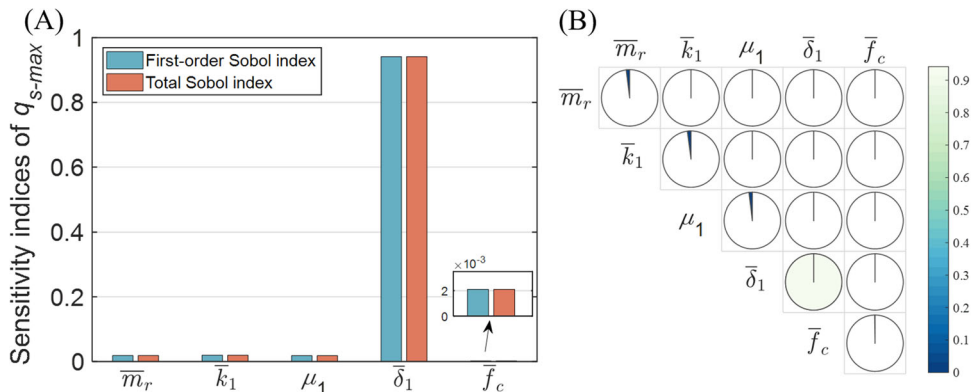 (A)
Sensitivity indices of q_{s-max}
1
0.8
0.6
0.4
0.2
0
First-order Sobol index
Total Sobol index
×10⁻³
2
0
m̅_r k̅_1 μ_1 δ̅_1 f̅_c
(B)
m̅_r k̅_1 μ_1 δ̅_1 f̅_c
m̅_r
k̅_1
μ_1
δ̅_1
f̅_c
0.9
0.8
0.7
0.6
0.5
0.4
0.3
0.2
0.1
0